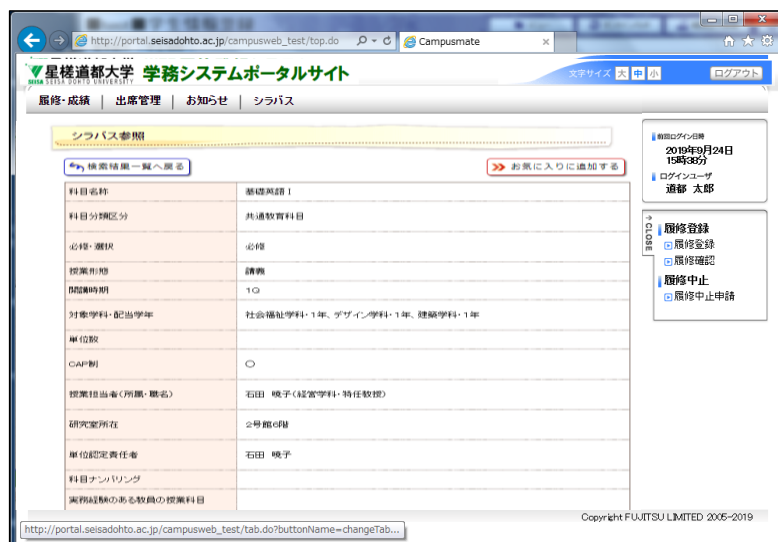 http://portal.seisadohto.ac.jp/campusweb_test/top.do
Campusmate
星槎道都大学 学務システムポータルサイト
SEISA DOHTO UNIVERSITY
文字サイズ 大 中 小
ログアウト
履修・成績 | 出席管理 | お知らせ | シラバス
シラバス参照
検索結果一覧へ戻る
お気に入りに追加する
科目名称 基礎英語Ⅰ
科目分類区分 共通教育科目
必修・選択 必修
授業形態 講義
開講時期 1Q
対象学科・配当学年 社会福祉学科・1年、デザイン学科・1年、建築学科・1年
単位数
CAP制 ○
授業担当者(所属・職名) 石田 暁子(経営学科・特任教授)
研究室所在 2号館6階
単位認定責任者 石田 暁子
科目ナンバリング
実務経験のある教員の授業科目
前回ログイン日時
2019年9月24日
15時38分
ログインユーザ
道都 太郎
CLOSE
履修登録
履修登録
履修確認
履修中止
履修中止申請
Copyright FUJITSU LIMITED 2005-2019
http://portal.seisadohto.ac.jp/campusweb_test/tab.do?buttonName=changeTab...